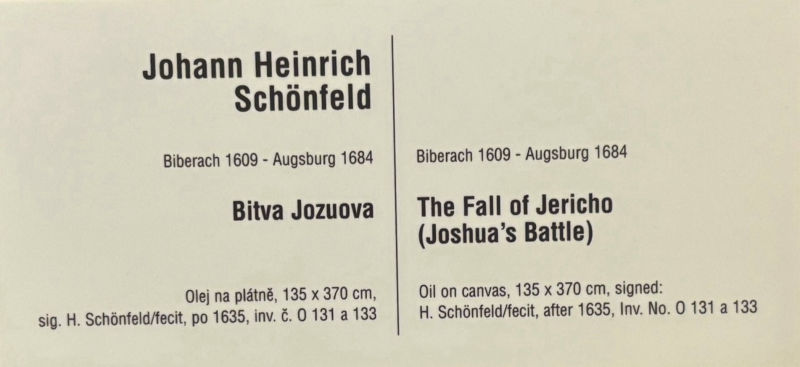 Johann Heinrich
Schönfeld
Biberach 1609 - Augsburg 1684
Bitva Jozuova
Olej na plátně, 135 x 370 cm,
sig. H. Schönfeld/fecit, po 1635, inv. č. O 131 a 133
Biberach 1609 - Augsburg 1684
The Fall of Jericho
(Joshua's Battle)
Oil on canvas, 135 x 370 cm, signed:
H. Schönfeld/fecit, after 1635, Inv. No. O 131 a 133